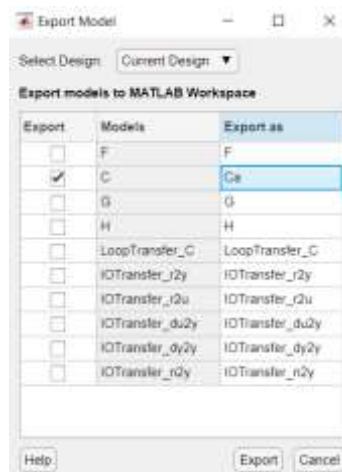 Export Model
Select Design: Current Design ▼
Export models to MATLAB Workspace
Export Models Export as
F F
C Ca
G G
H H
LoopTransfer_C LoopTransfer_C
IOTransfer_r2y IOTransfer_r2y
IOTransfer_r2u IOTransfer_r2u
IOTransfer_du2y IOTransfer_du2y
IOTransfer_dy2y IOTransfer_dy2y
IOTransfer_n2y IOTransfer_n2y
Help Export Cancel